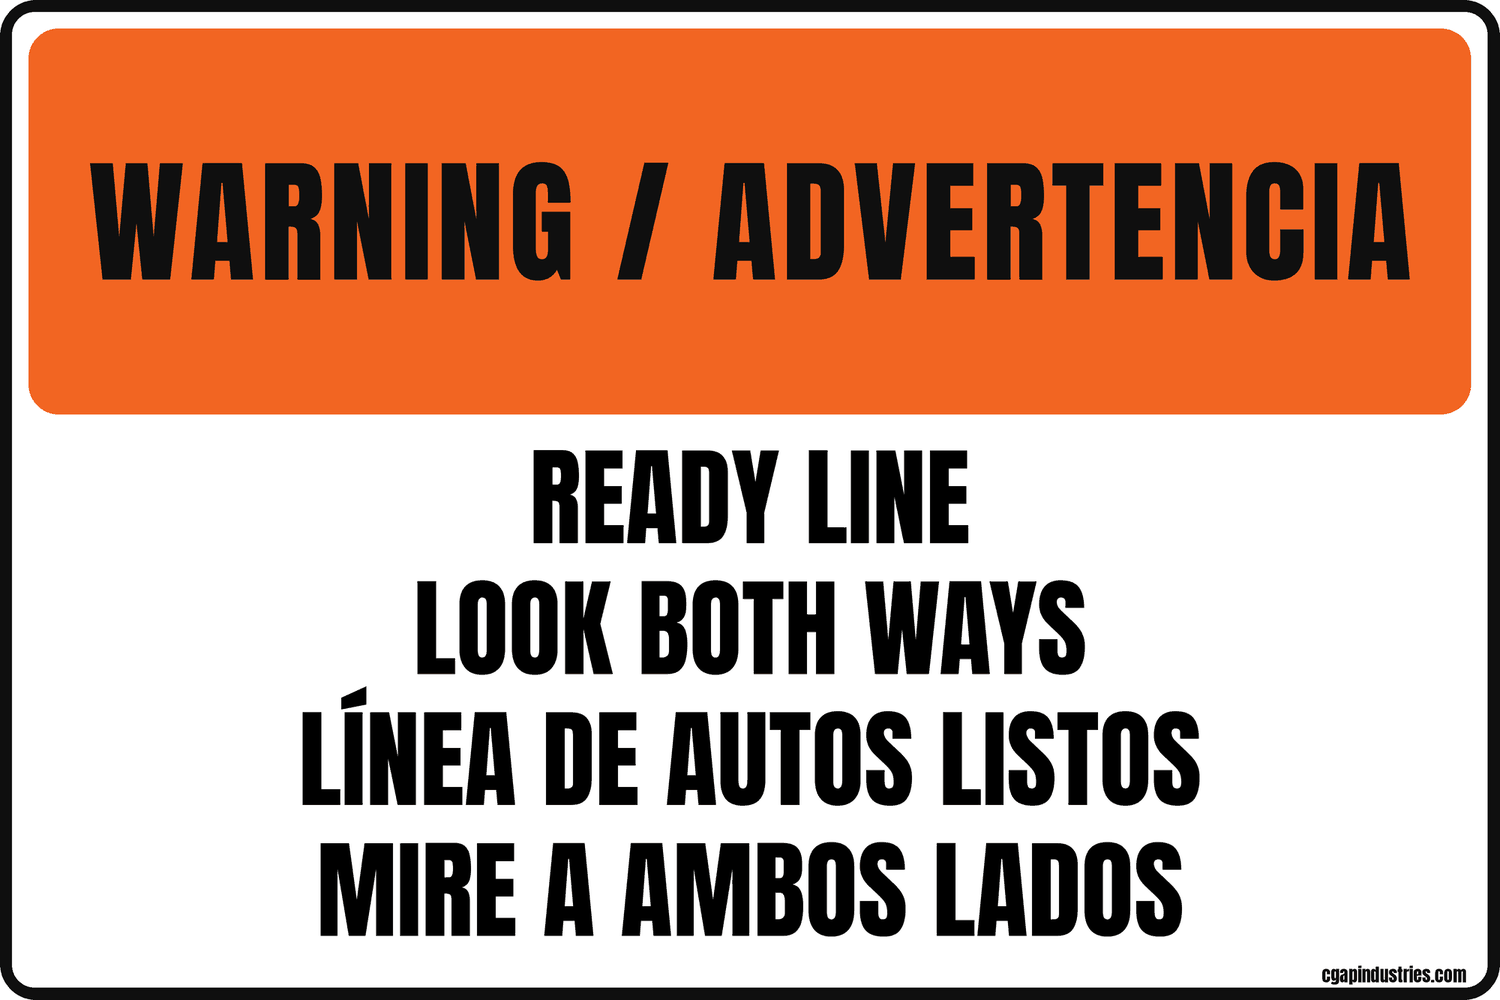 WARNING / ADVERTENCIA
READY LINE
LOOK BOTH WAYS
LÍNEA DE AUTOS LISTOS
MIRE A AMBOS LADOS
cgapindustries.com